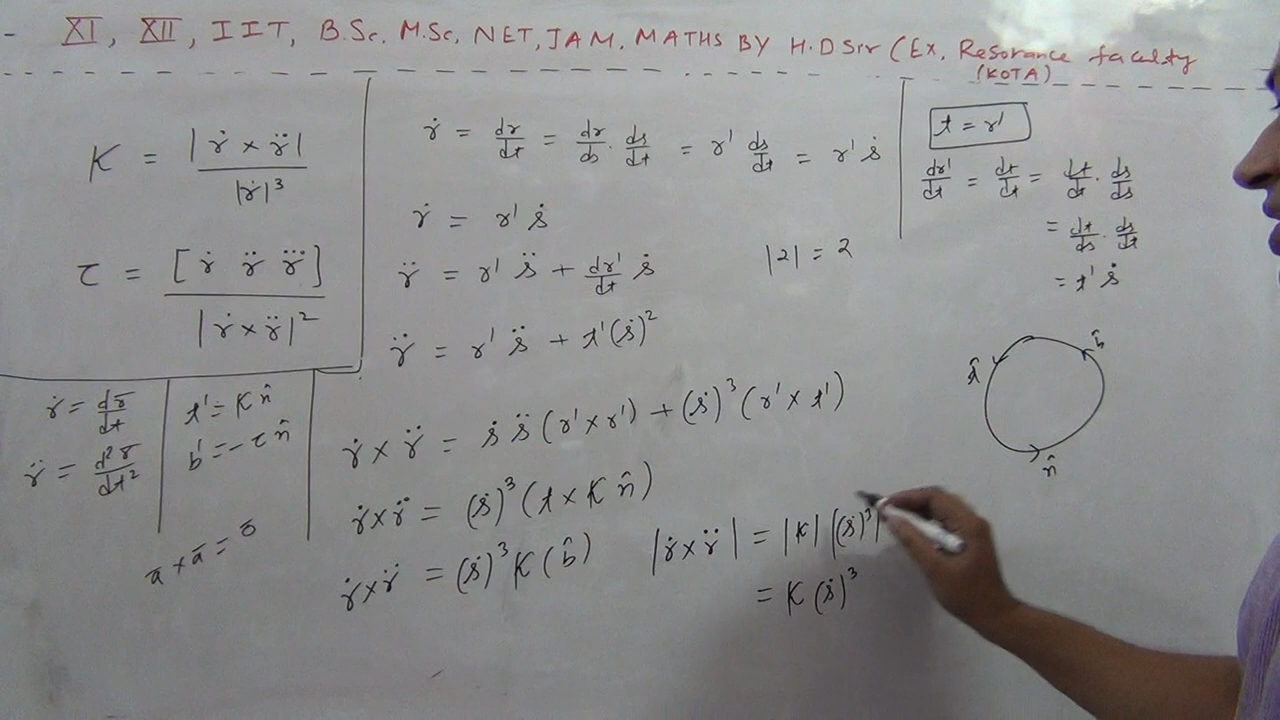 - XI, XII, IIT, B.Sc. M.Sc, NET, JAM. MATHS BY H.D Sir (Ex. Resonance faculty
(KOTA)
K = |ṙ × r̈| / |ṙ|³
τ = [ṙ r̈ r⃛] / |ṙ × r̈|²
ṙ = dr̄/dt
r̈ = d²r̄/dt²
t' = K n̂
b' = -τ n̂
ā × ā = ō
ṙ = dr/dt = dr/ds · ds/dt = r' ds/dt = r' ṡ
ṙ = r' ṡ
r̈ = r' s̈ + dr'/dt ṡ
|2| = 2
r̈ = r' s̈ + t'(ṡ)²
ṙ × r̈ = ṡ s̈ (r' × r') + (ṡ)³ (r' × t')
ṙ × r̈ = (ṡ)³ (t × K n̂)
ṙ × r̈ = (ṡ)³ K (b̂)
|ṙ × r̈| = |K| |(ṡ)³|
= K (ṡ)³
t = r'
dr'/dt = dt/dt = dt/dt · ds/ds
= dt/ds · ds/dt
= t' ṡ
t̂
b̂
n̂